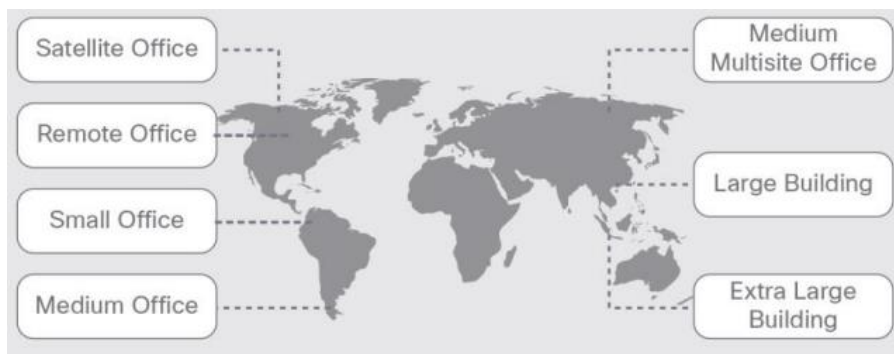 Satellite Office
Remote Office
Small Office
Medium Office
Medium
Multisite Office
Large Building
Extra Large
Building